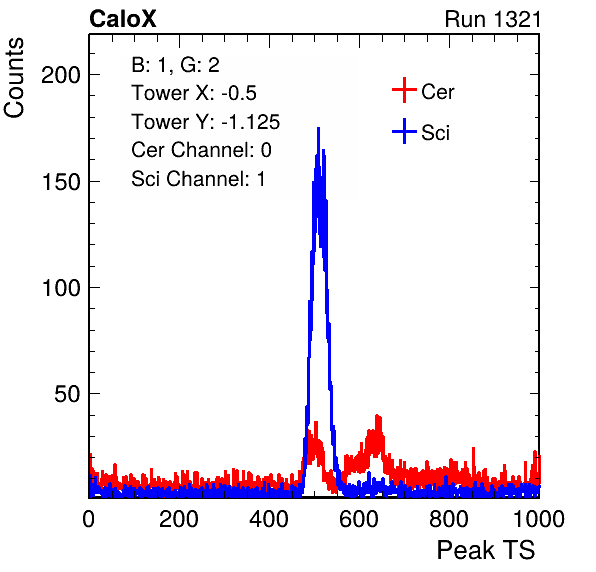 CaloX Run 1321
Counts
B: 1, G: 2
Tower X: -0.5
Tower Y: -1.125
Cer Channel: 0
Sci Channel: 1
Cer
Sci
200
150
100
50
0 200 400 600 800 1000
Peak TS